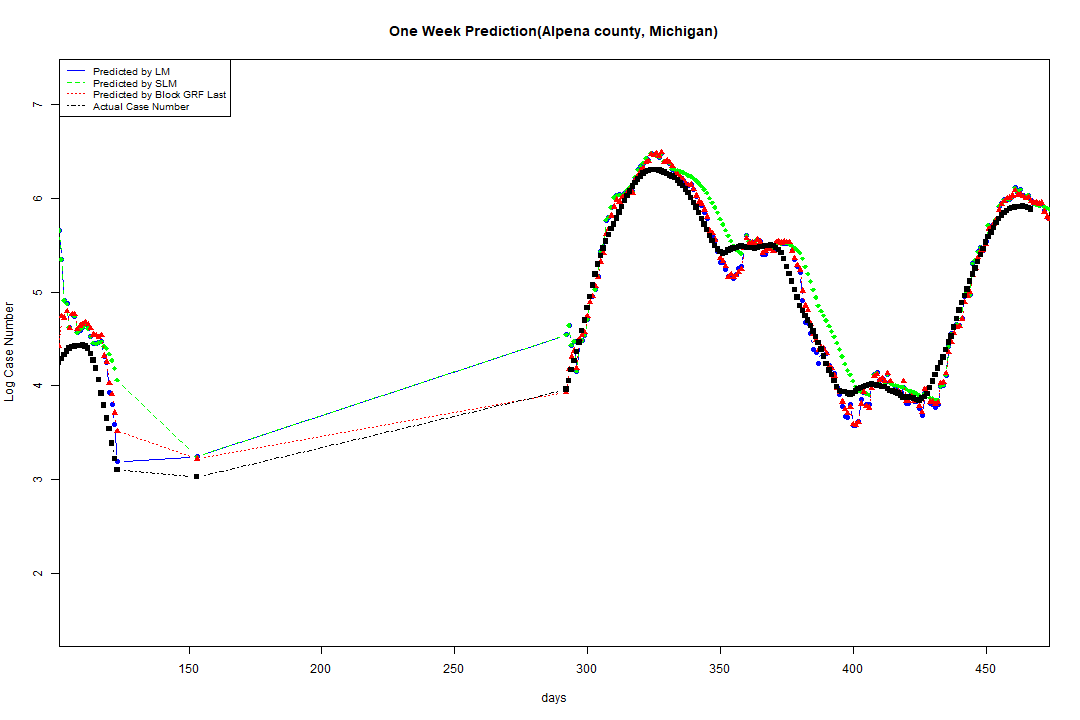 One Week Prediction(Alpena county, Michigan)
Predicted by LM
Predicted by SLM
Predicted by Block GRF Last
Actual Case Number
7
6
5
4
3
2
Log Case Number
150 200 250 300 350 400 450
days